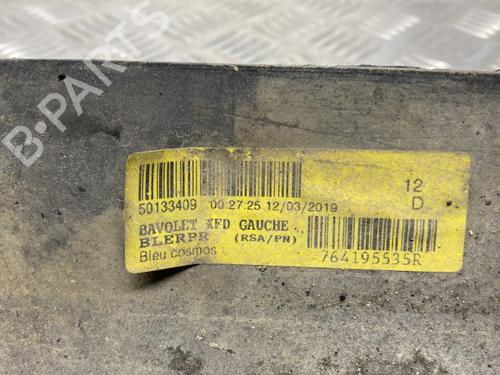 B-PARTS
50133409 00:27:25 12/03/2019
12
D
BAVOLET XFD GAUCHE
BLERPR (RSA/PN)
Bleu cosmos
764195535R